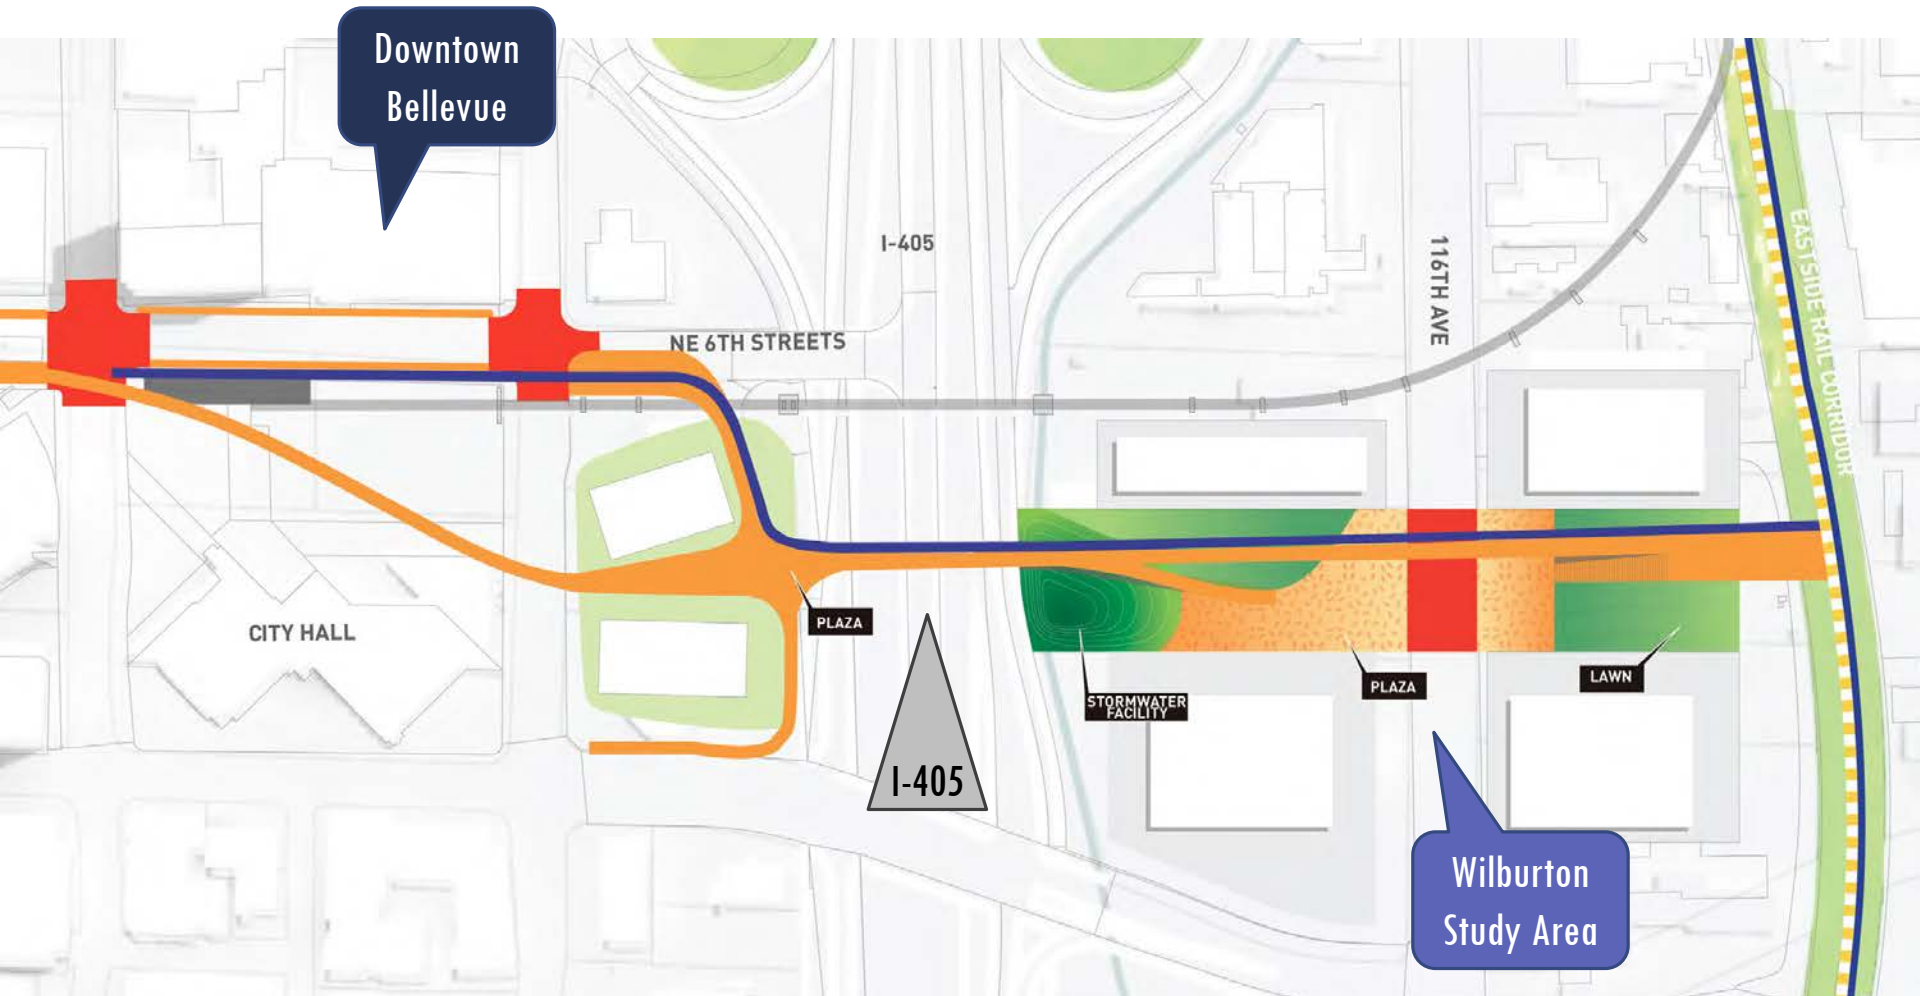 Downtown
Bellevue
I-405
116TH AVE
EASTSIDE RAIL CORRIDOR
NE 6TH STREETS
CITY HALL
PLAZA
STORMWATER
FACILITY
PLAZA
LAWN
I-405
Wilburton
Study Area